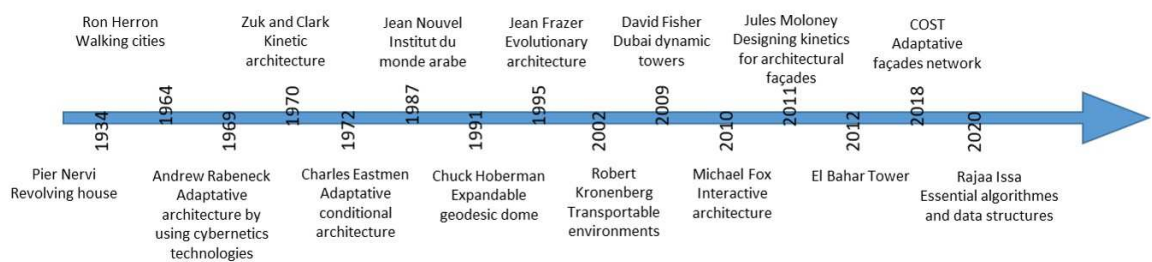 Ron Herron
Walking cities
Zuk and Clark
Kinetic
architecture
Jean Nouvel
Institut du
monde arabe
Jean Frazer
Evolutionary
architecture
David Fisher
Dubai dynamic
towers
Jules Moloney
Designing kinetics
for architectural
façades
COST
Adaptative
façades network
1934
1964
1969
1970
1972
1987
1991
1995
2002
2009
2010
2011
2012
2018
2020
Pier Nervi
Revolving house
Andrew Rabeneck
Adaptative
architecture by
using cybernetics
technologies
Charles Eastmen
Adaptative
conditional
architecture
Chuck Hoberman
Expandable
geodesic dome
Robert
Kronenberg
Transportable
environments
Michael Fox
Interactive
architecture
El Bahar Tower
Rajaa Issa
Essential algorithmes
and data structures